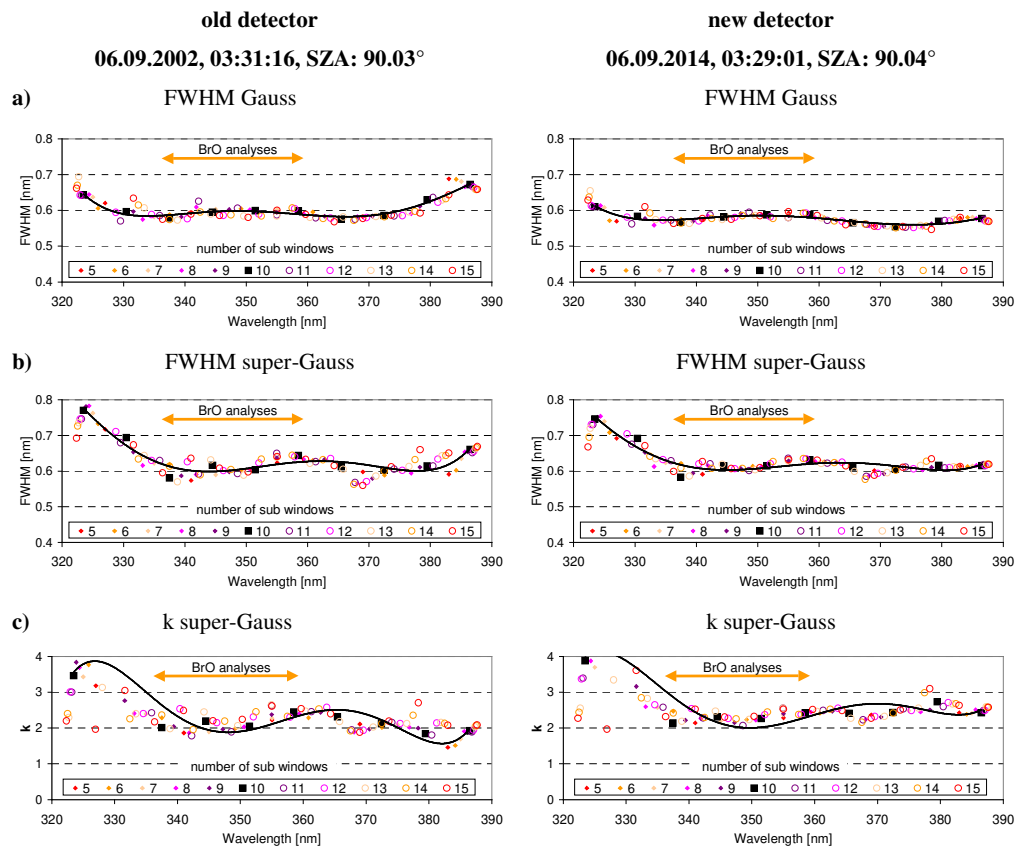 old detector
new detector
06.09.2002, 03:31:16, SZA: 90.03°
06.09.2014, 03:29:01, SZA: 90.04°
a)
FWHM Gauss
FWHM Gauss
0.8
0.7
0.6
0.5
0.4
FWHM [nm]
BrO analyses
number of sub windows
5 6 7 8 9 10 11 12 13 14 15
320 330 340 350 360 370 380 390
Wavelength [nm]
0.8
0.7
0.6
0.5
0.4
FWHM [nm]
BrO analyses
number of sub windows
5 6 7 8 9 10 11 12 13 14 15
320 330 340 350 360 370 380 390
Wavelength [nm]
b)
FWHM super-Gauss
FWHM super-Gauss
0.8
0.7
0.6
0.5
0.4
FWHM [nm]
BrO analyses
number of sub windows
5 6 7 8 9 10 11 12 13 14 15
320 330 340 350 360 370 380 390
Wavelength [nm]
0.8
0.7
0.6
0.5
0.4
FWHM [nm]
BrO analyses
number of sub windows
5 6 7 8 9 10 11 12 13 14 15
320 330 340 350 360 370 380 390
Wavelength [nm]
c)
k super-Gauss
k super-Gauss
4
3
2
1
0
k
BrO analyses
number of sub windows
5 6 7 8 9 10 11 12 13 14 15
320 330 340 350 360 370 380 390
Wavelength [nm]
4
3
2
1
0
k
BrO analyses
number of sub windows
5 6 7 8 9 10 11 12 13 14 15
320 330 340 350 360 370 380 390
Wavelength [nm]